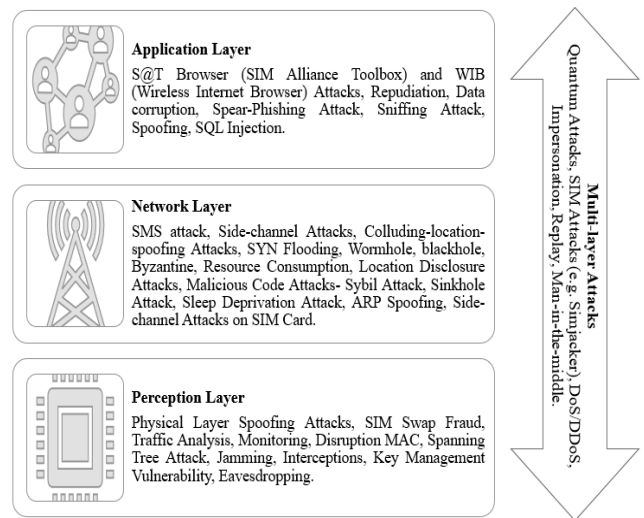 Application Layer
S@T Browser (SIM Alliance Toolbox) and WIB
(Wireless Internet Browser) Attacks, Repudiation, Data
corruption, Spear-Phishing Attack, Sniffing Attack,
Spoofing, SQL Injection.
Network Layer
SMS attack, Side-channel Attacks, Colluding-location-
spoofing Attacks, SYN Flooding, Wormhole, blackhole,
Byzantine, Resource Consumption, Location Disclosure
Attacks, Malicious Code Attacks- Sybil Attack, Sinkhole
Attack, Sleep Deprivation Attack, ARP Spoofing, Side-
channel Attacks on SIM Card.
Perception Layer
Physical Layer Spoofing Attacks, SIM Swap Fraud,
Traffic Analysis, Monitoring, Disruption MAC, Spanning
Tree Attack, Jamming, Interceptions, Key Management
Vulnerability, Eavesdropping.
Multi-layer Attacks
Quantum Attacks, SIM Attacks (e.g. Simjacker), DoS/DDoS,
Impersonation, Replay, Man-in-the-middle.